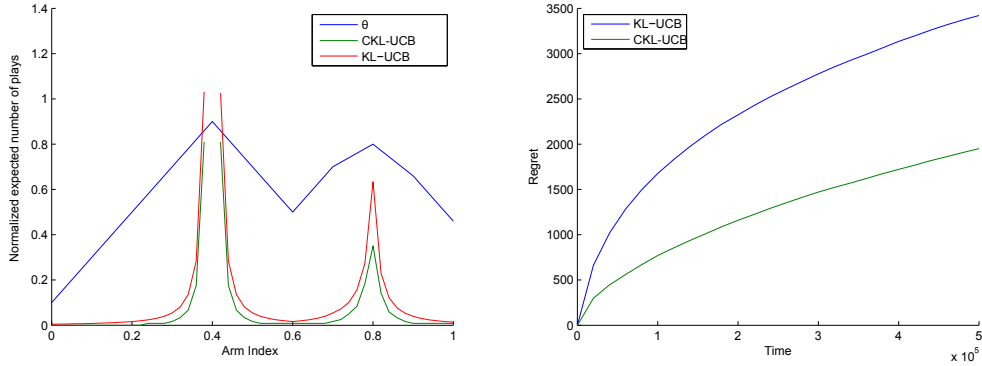 1.4
1.2
1
0.8
0.6
0.4
0.2
0
Normalized expected number of plays
θ
CKL-UCB
KL−UCB
0 0.2 0.4 0.6 0.8 1
Arm Index
3500
3000
2500
2000
1500
1000
500
0
Regret
KL−UCB
CKL-UCB
0 1 2 3 4 5
Time
x 10^5